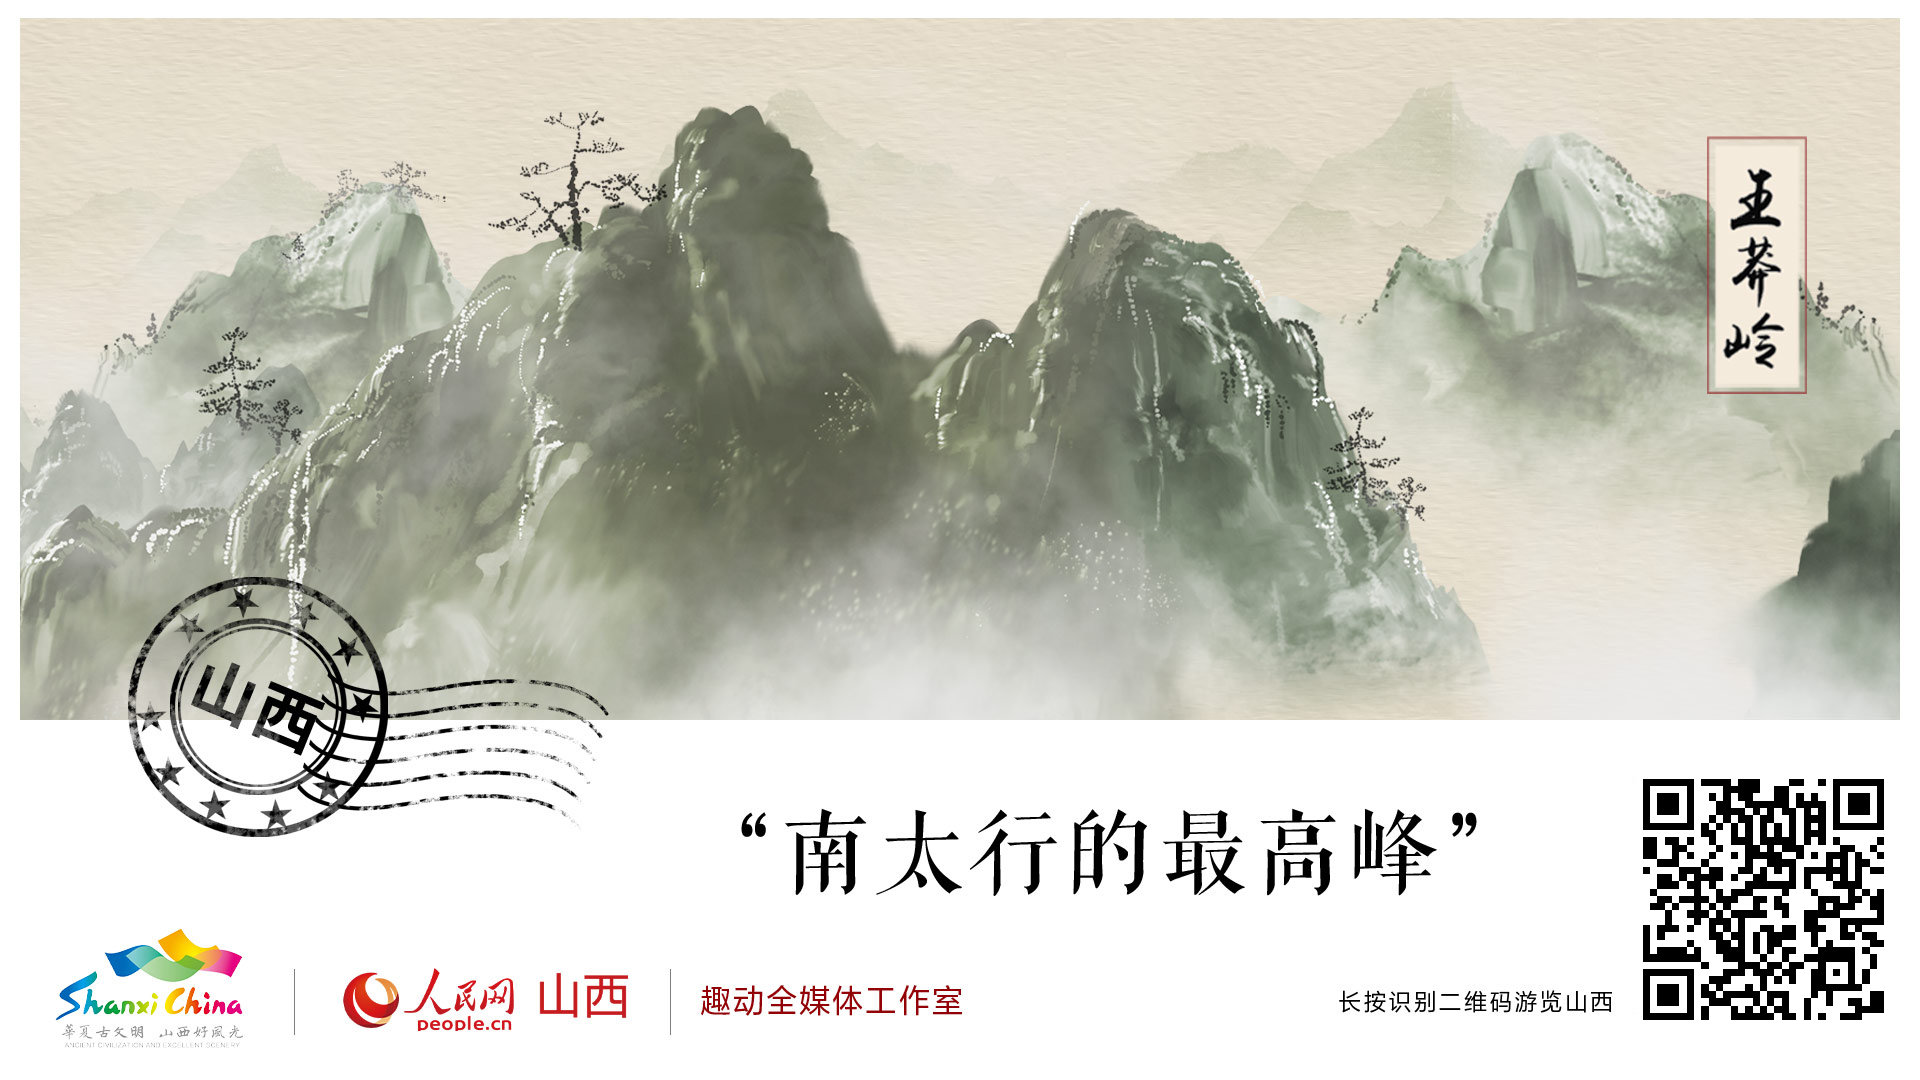 王莽岭
山西
“南太行的最高峰”
Shanxi China
華夏古文明 山西好風光
ANCIENT CIVILIZATION AND EXCELLENT SCENERY
人民网 山西
people.cn
趣动全媒体工作室
长按识别二维码游览山西